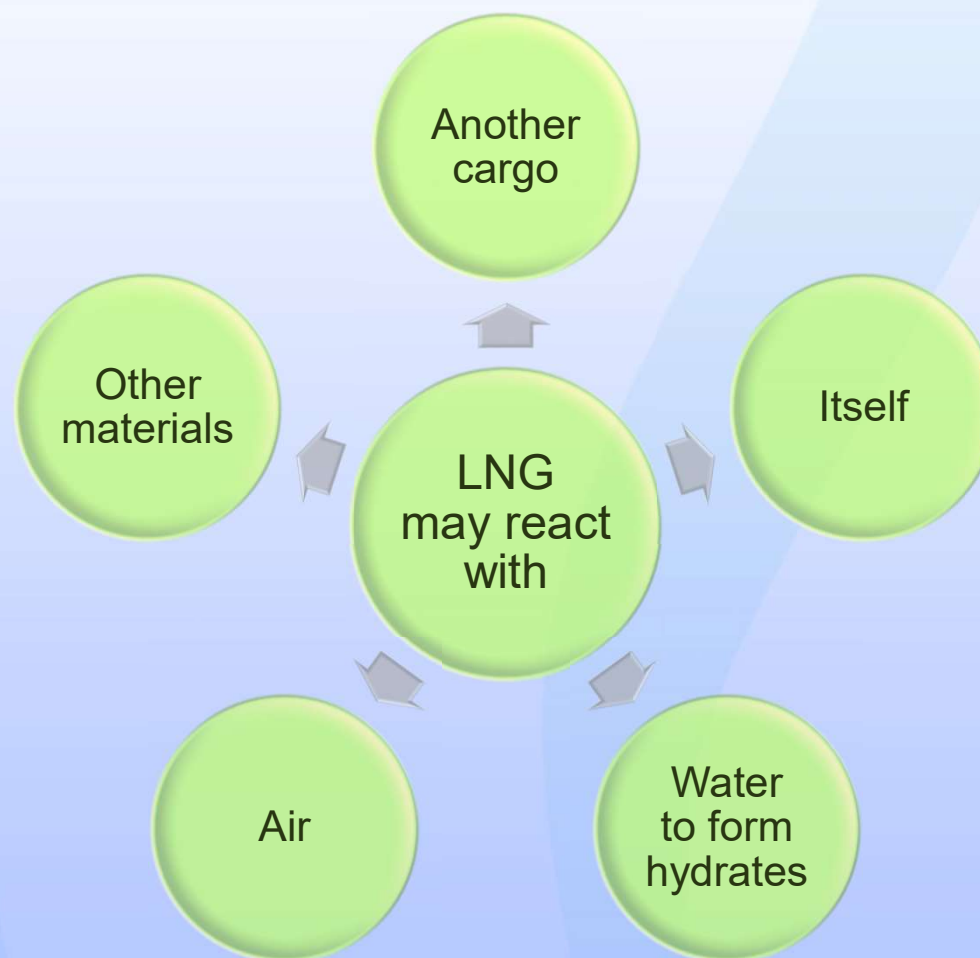 Another
cargo
Other
materials
Itself
LNG
may react
with
Air
Water
to form
hydrates